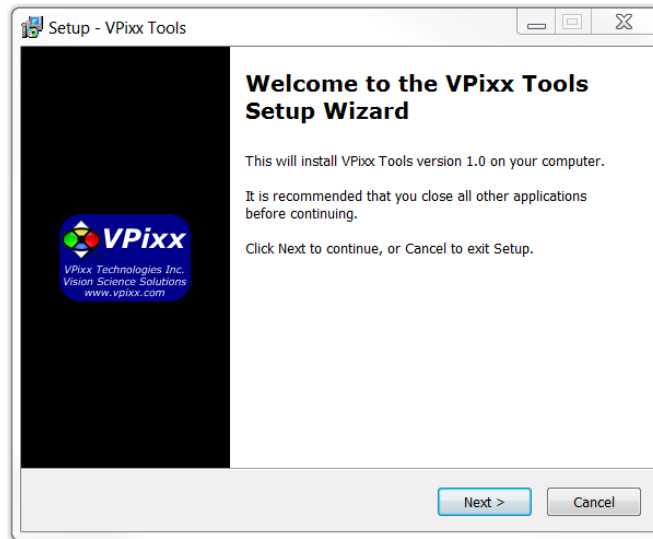 Setup - VPixx Tools
Welcome to the VPixx Tools
Setup Wizard
This will install VPixx Tools version 1.0 on your computer.
It is recommended that you close all other applications
before continuing.
Click Next to continue, or Cancel to exit Setup.
VPixx
VPixx Technologies Inc.
Vision Science Solutions
www.vpixx.com
Next >
Cancel